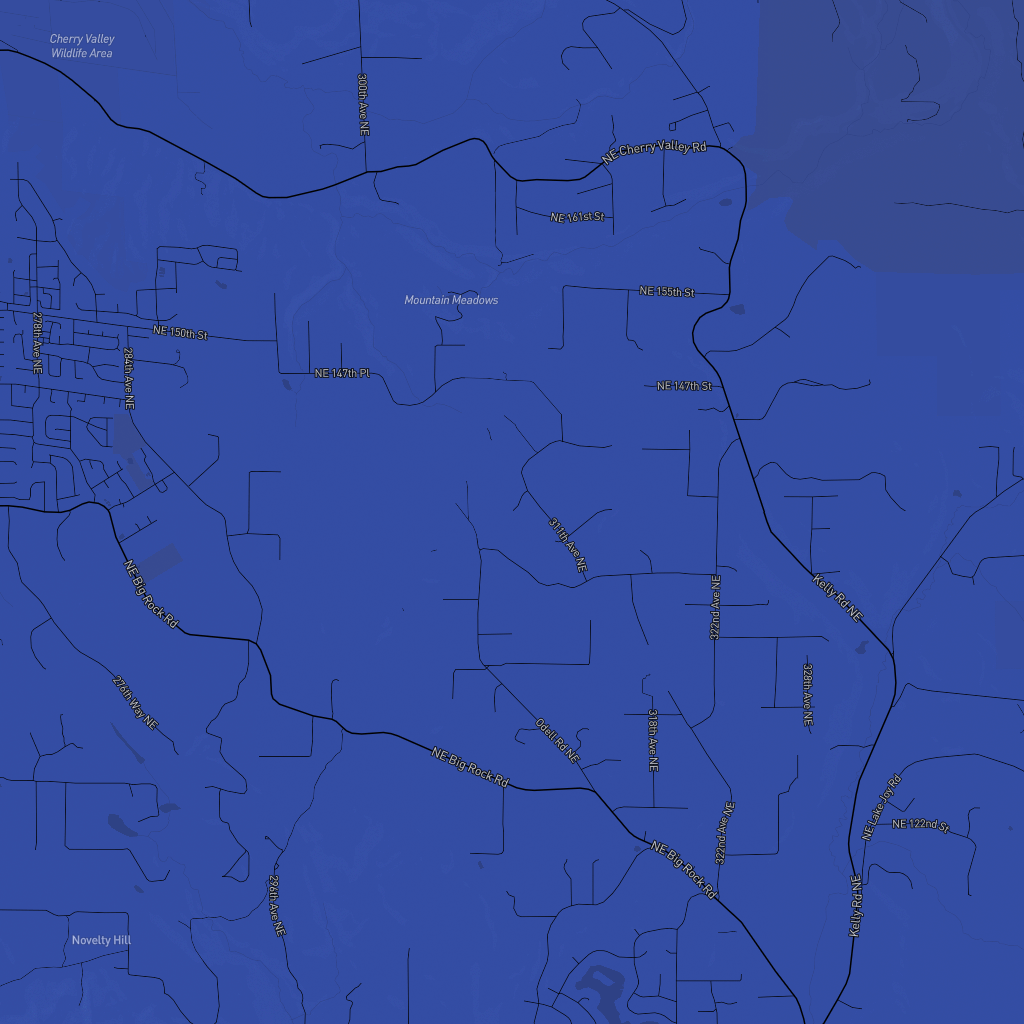 Cherry Valley
Wildlife Area
300th Ave NE
NE Cherry Valley Rd
NE 161st St
NE 155th St
Mountain Meadows
278th Ave NE
NE 150th St
284th Ave NE
NE 147th Pl
NE 147th St
311th Ave NE
NE Big Rock Rd
322nd Ave NE
Kelly Rd NE
276th Way NE
328th Ave NE
318th Ave NE
Odell Rd NE
NE Big Rock Rd
NE Lake Joy Rd
322nd Ave NE
NE 122nd St
NE Big Rock Rd
296th Ave NE
Kelly Rd NE
Novelty Hill